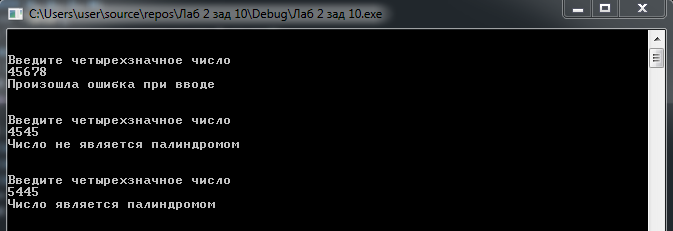 C:\Users\user\source\repos\Лаб 2 зад 10\Debug\Лаб 2 зад 10.exe
Введите четырехзначное число
45678
Произошла ошибка при вводе
Введите четырехзначное число
4545
Число не является палиндромом
Введите четырехзначное число
5445
Число является палиндромом